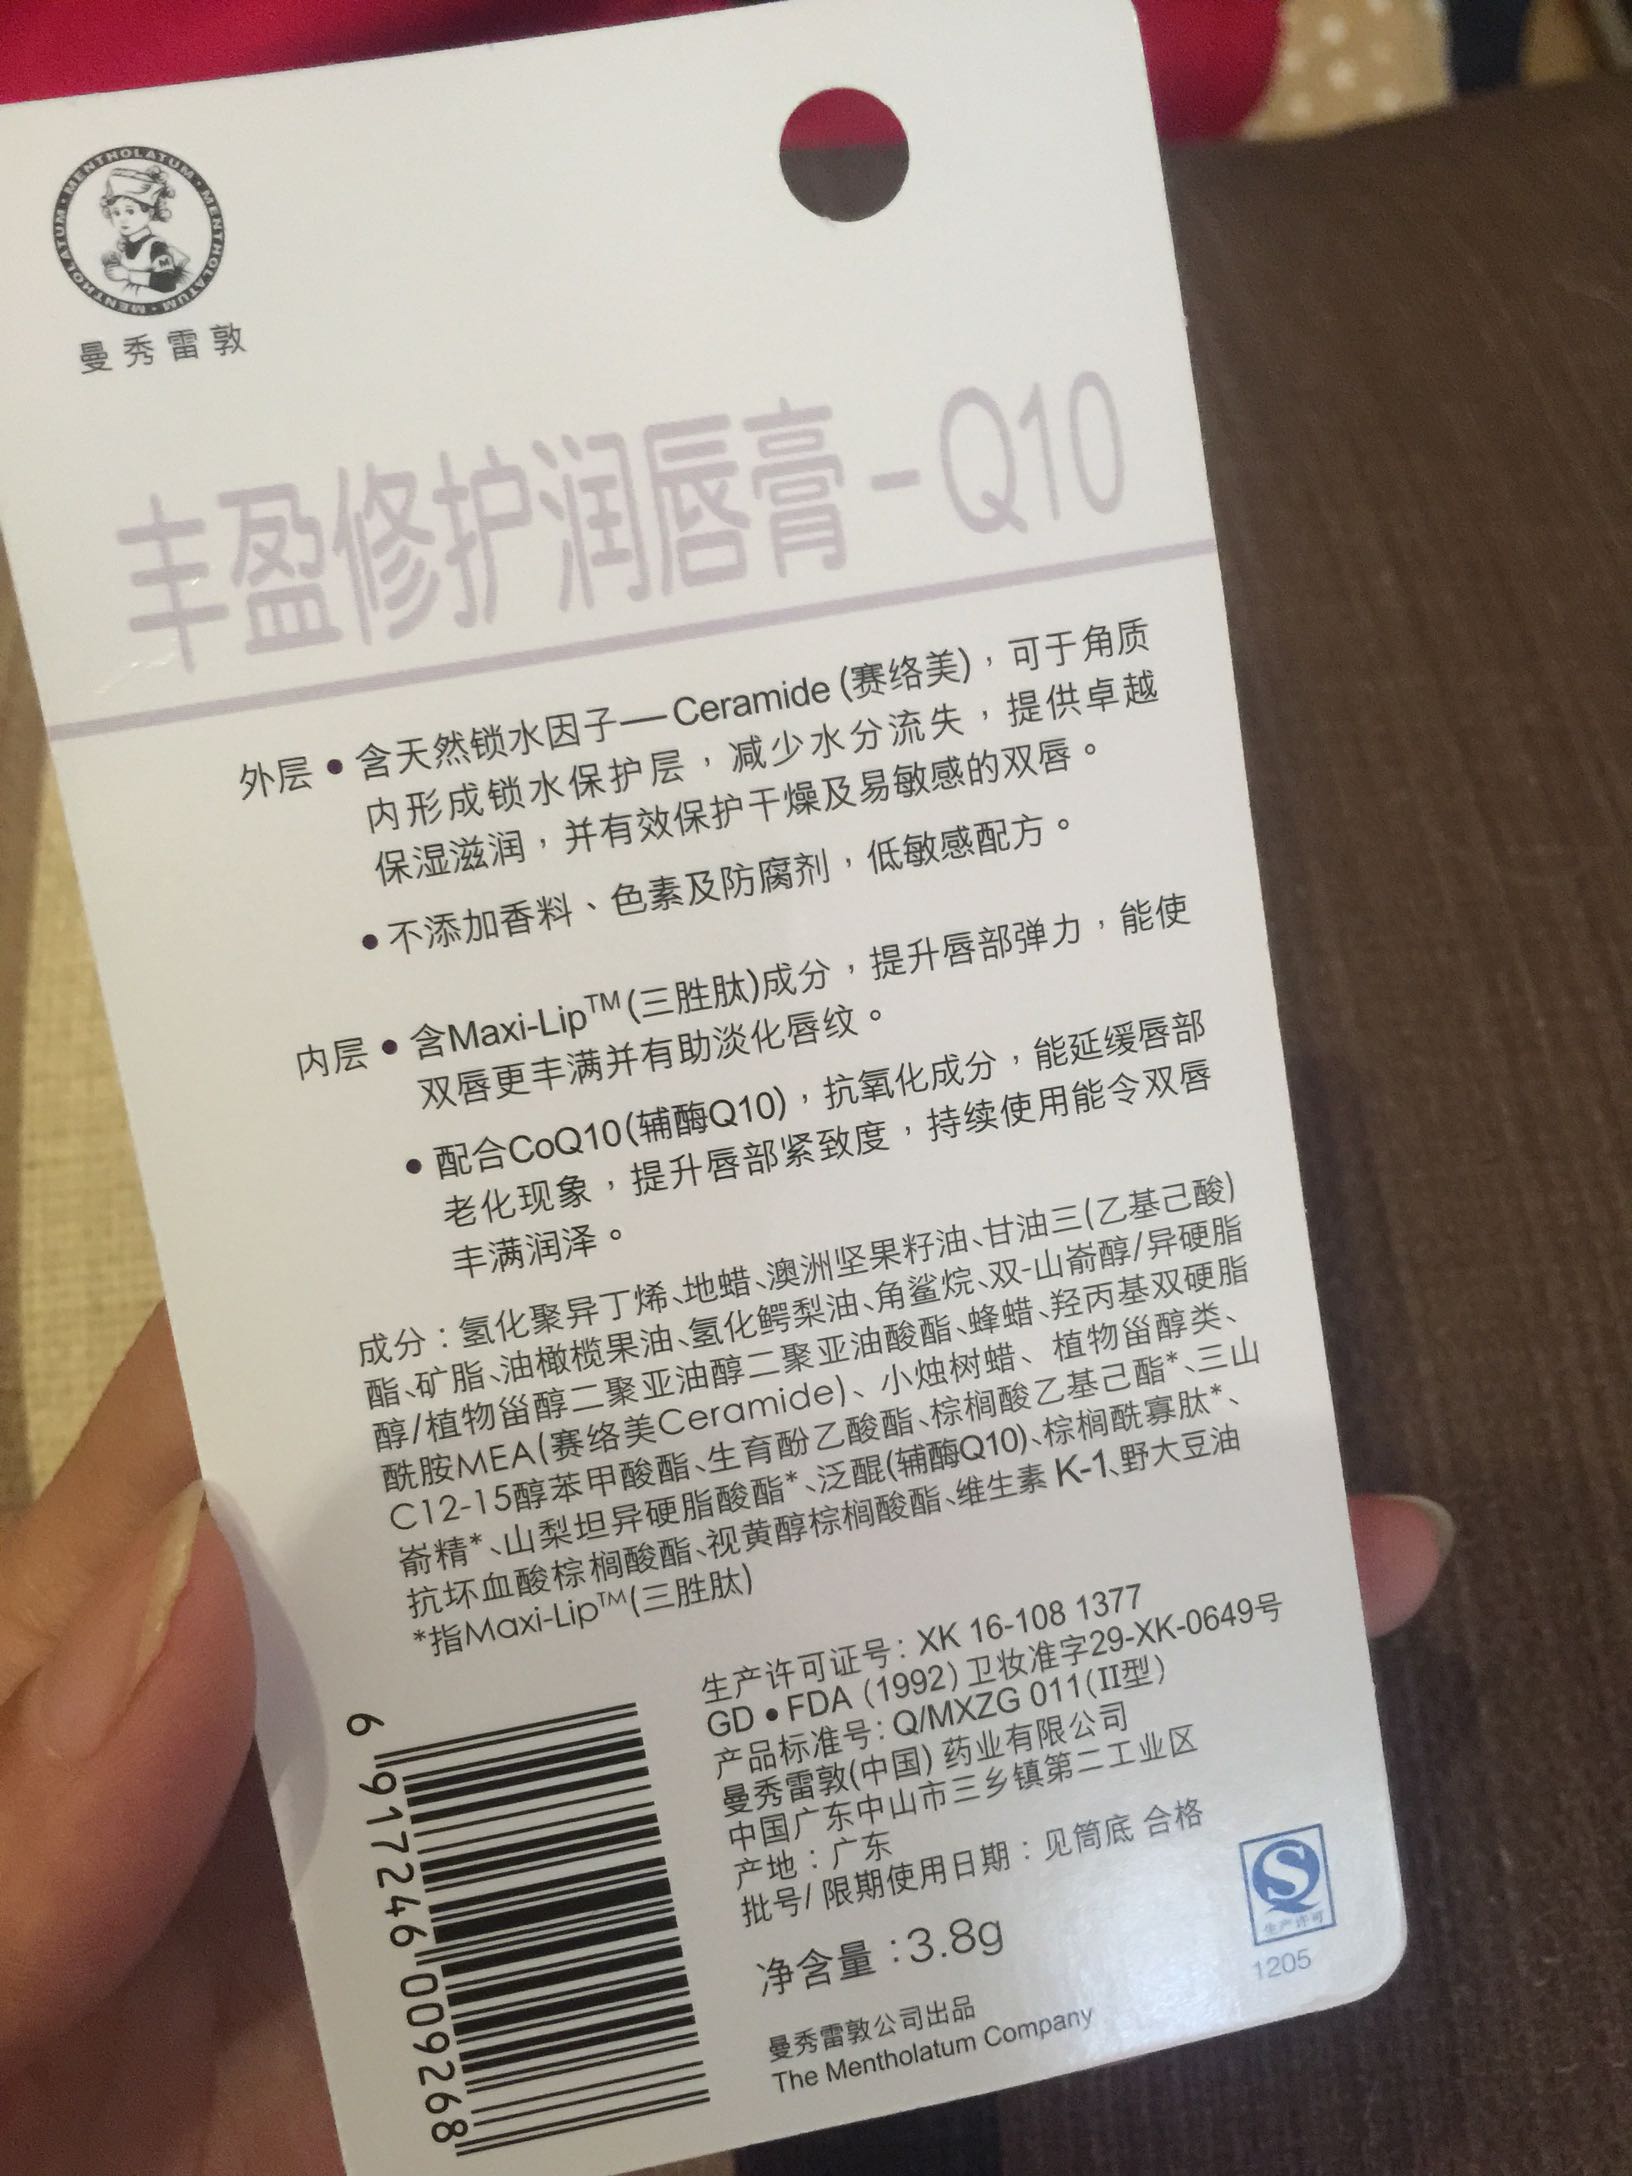 MENTHOLATUM · MENTHOLATUM · MENTHOLATUM ·
曼秀雷敦
丰盈修护润唇膏-Q10
外层 • 含天然锁水因子—Ceramide (赛络美)，可于角质
内形成锁水保护层，减少水分流失，提供卓越
保湿滋润，并有效保护干燥及易敏感的双唇。
• 不添加香料、色素及防腐剂，低敏感配方。
内层 • 含Maxi-Lip™(三胜肽)成分，提升唇部弹力，能使
双唇更丰满并有助淡化唇纹。
• 配合CoQ10(辅酶Q10)，抗氧化成分，能延缓唇部
老化现象，提升唇部紧致度，持续使用能令双唇
丰满润泽。
成分：氢化聚异丁烯、地蜡、澳洲坚果籽油、甘油三(乙基己酸)
酯、矿脂、油橄榄果油、氢化鳄梨油、角鲨烷、双-山嵛醇/异硬脂
醇/植物甾醇二聚亚油醇二聚亚油酸酯、蜂蜡、羟丙基双硬脂
酰胺MEA(赛络美Ceramide)、小烛树蜡、植物甾醇类、
C12-15醇苯甲酸酯、生育酚乙酸酯、棕榈酸乙基己酯*、三山
嵛精*、山梨坦异硬脂酸酯*、泛醌(辅酶Q10)、棕榈酰寡肽*、
抗坏血酸棕榈酸酯、视黄醇棕榈酸酯、维生素 K-1、野大豆油
*指Maxi-Lip™(三胜肽)
生产许可证号：XK 16-108 1377
GD • FDA (1992) 卫妆准字29-XK-0649号
产品标准号：Q/MXZG 011(II型)
曼秀雷敦(中国) 药业有限公司
中国广东中山市三乡镇第二工业区
产地：广东
批号/ 限期使用日期：见筒底 合格
净含量：3.8g
曼秀雷敦公司出品
The Mentholatum Company
生产许可
1205
6 917246 009268